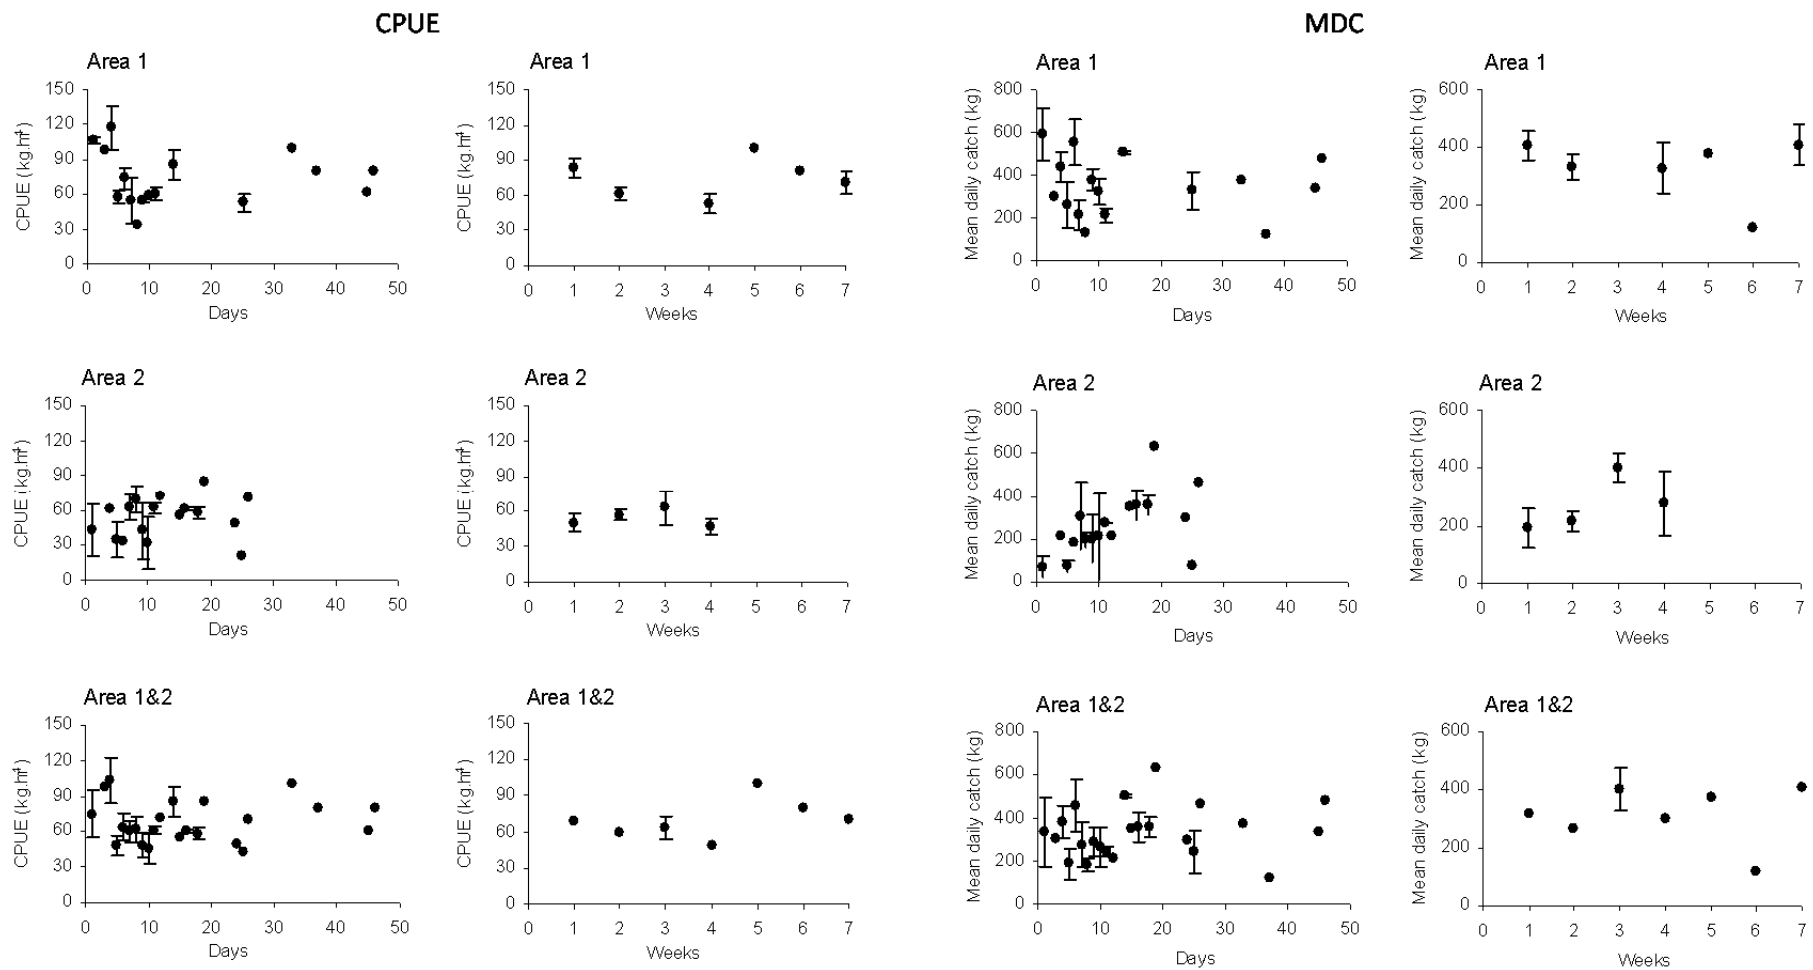 CPUE
MDC
Area 1
CPUE (kg.h⁻¹)
150
120
90
60
30
0
0 10 20 30 40 50
Days
Area 1
CPUE (kg.h⁻¹)
150
120
90
60
30
0
0 1 2 3 4 5 6 7
Weeks
Area 1
Mean daily catch (kg)
800
600
400
200
0
0 10 20 30 40 50
Days
Area 1
Mean daily catch (kg)
600
400
200
0
0 1 2 3 4 5 6 7
Weeks
Area 2
CPUE (kg.h⁻¹)
150
120
90
60
30
0
0 10 20 30 40 50
Days
Area 2
CPUE (kg.h⁻¹)
150
120
90
60
30
0
0 1 2 3 4 5 6 7
Weeks
Area 2
Mean daily catch (kg)
800
600
400
200
0
0 10 20 30 40 50
Days
Area 2
Mean daily catch (kg)
600
400
200
0
0 1 2 3 4 5 6 7
Weeks
Area 1&2
CPUE (kg.h⁻¹)
150
120
90
60
30
0
0 10 20 30 40 50
Days
Area 1&2
CPUE (kg.h⁻¹)
150
120
90
60
30
0
0 1 2 3 4 5 6 7
Weeks
Area 1&2
Mean daily catch (kg)
800
600
400
200
0
0 10 20 30 40 50
Days
Area 1&2
Mean daily catch (kg)
600
400
200
0
0 1 2 3 4 5 6 7
Weeks